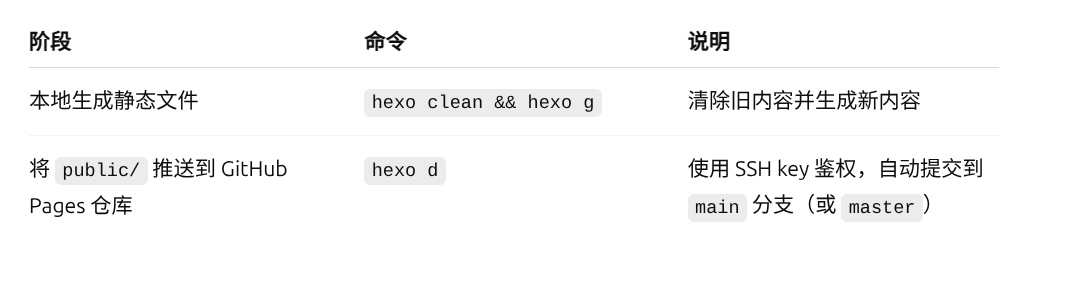 阶段 命令 说明
本地生成静态文件 hexo clean && hexo g 清除旧内容并生成新内容
将 public/ 推送到 GitHub hexo d 使用 SSH key 鉴权，自动提交到
Pages 仓库 main 分支（或 master）